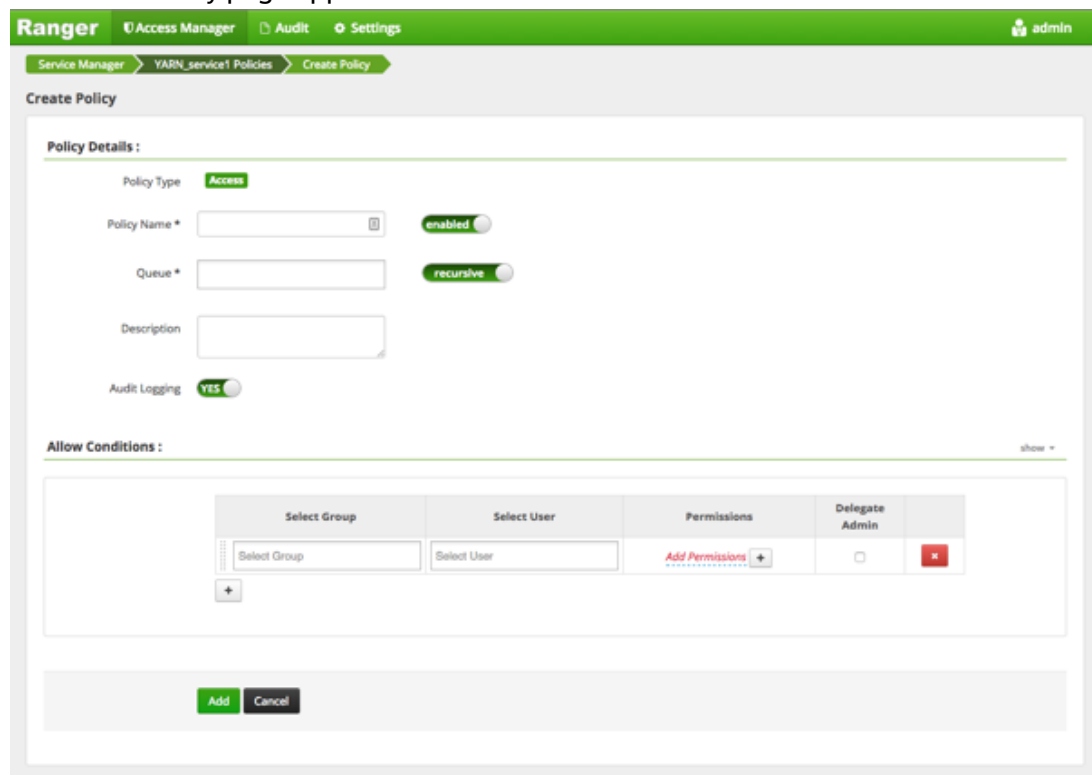 Ranger Access Manager Audit Settings admin
Service Manager YARN_service1 Policies Create Policy
Create Policy
Policy Details :
Policy Type Access
Policy Name * enabled
Queue * recursive
Description
Audit Logging YES
Allow Conditions : show
Select Group Select User Permissions Delegate Admin
Select Group Select User Add Permissions +
+
Add Cancel